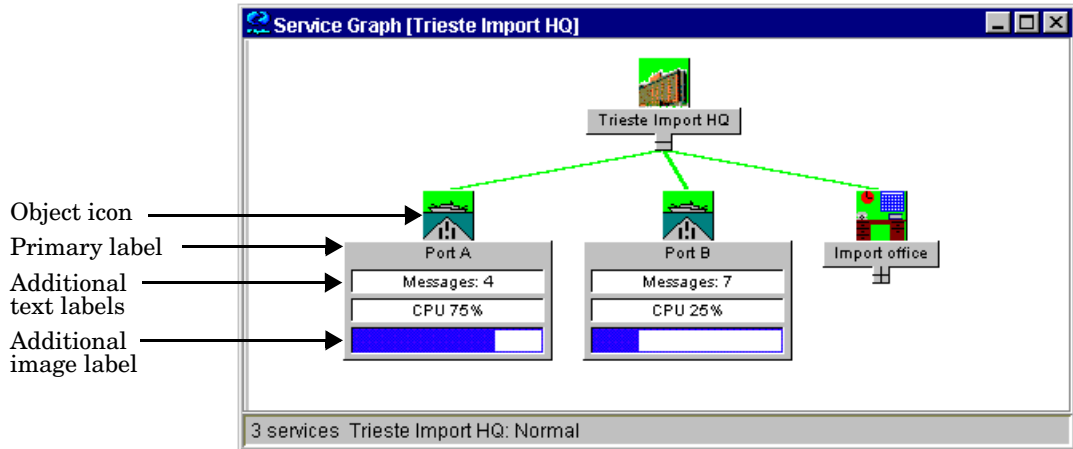 Service Graph [Trieste Import HQ]
Trieste Import HQ
Object icon
Primary label
Additional
text labels
Additional
image label
Port A
Messages: 4
CPU 75%
Port B
Messages: 7
CPU 25%
Import office
3 services Trieste Import HQ: Normal